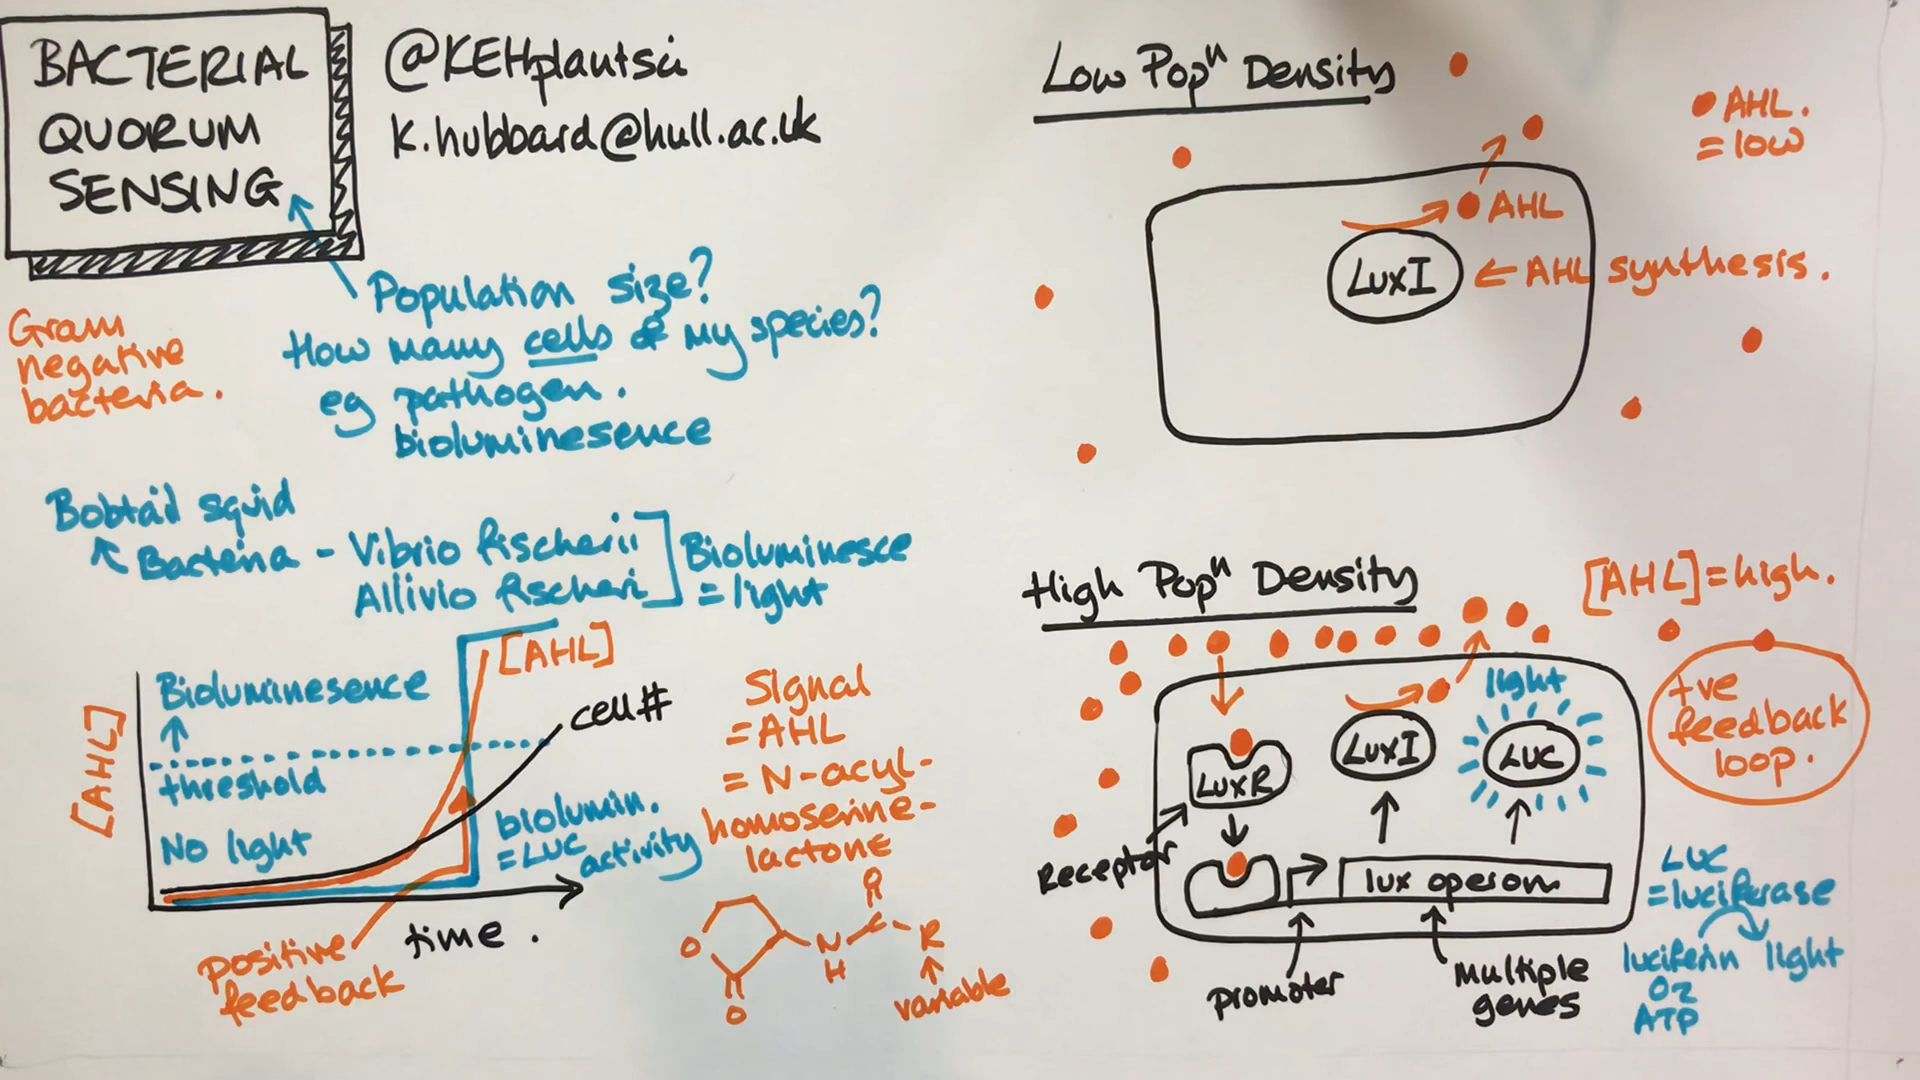 BACTERIAL
QUORUM
SENSING
@KEHplantsci
k.hubbard@hull.ac.uk
Gram
negative
bacteria.
Population size?
How many cells of my species?
eg pathogen.
bioluminesence
Bobtail squid
Bacteria - Vibrio fischerii
Allivio fischeri
Bioluminesce
= light
[AHL]
Bioluminesence
threshold
No light
[AHL]
cell #
biolumin.
= LUC activity
time.
positive
feedback
Signal
= AHL
= N-acyl-
homoserine-
lactone
O
O
N
H
C
O
R
variable
Low Popn Density
AHL.
= low
AHL
LuxI
AHL synthesis.
High Popn Density
[AHL] = high.
+ve
feedback
loop.
light
LuxR
LuxI
LUC
Receptor
lux operon
promoter
multiple
genes
LUC
= luciferase
luciferin light
O2
ATP